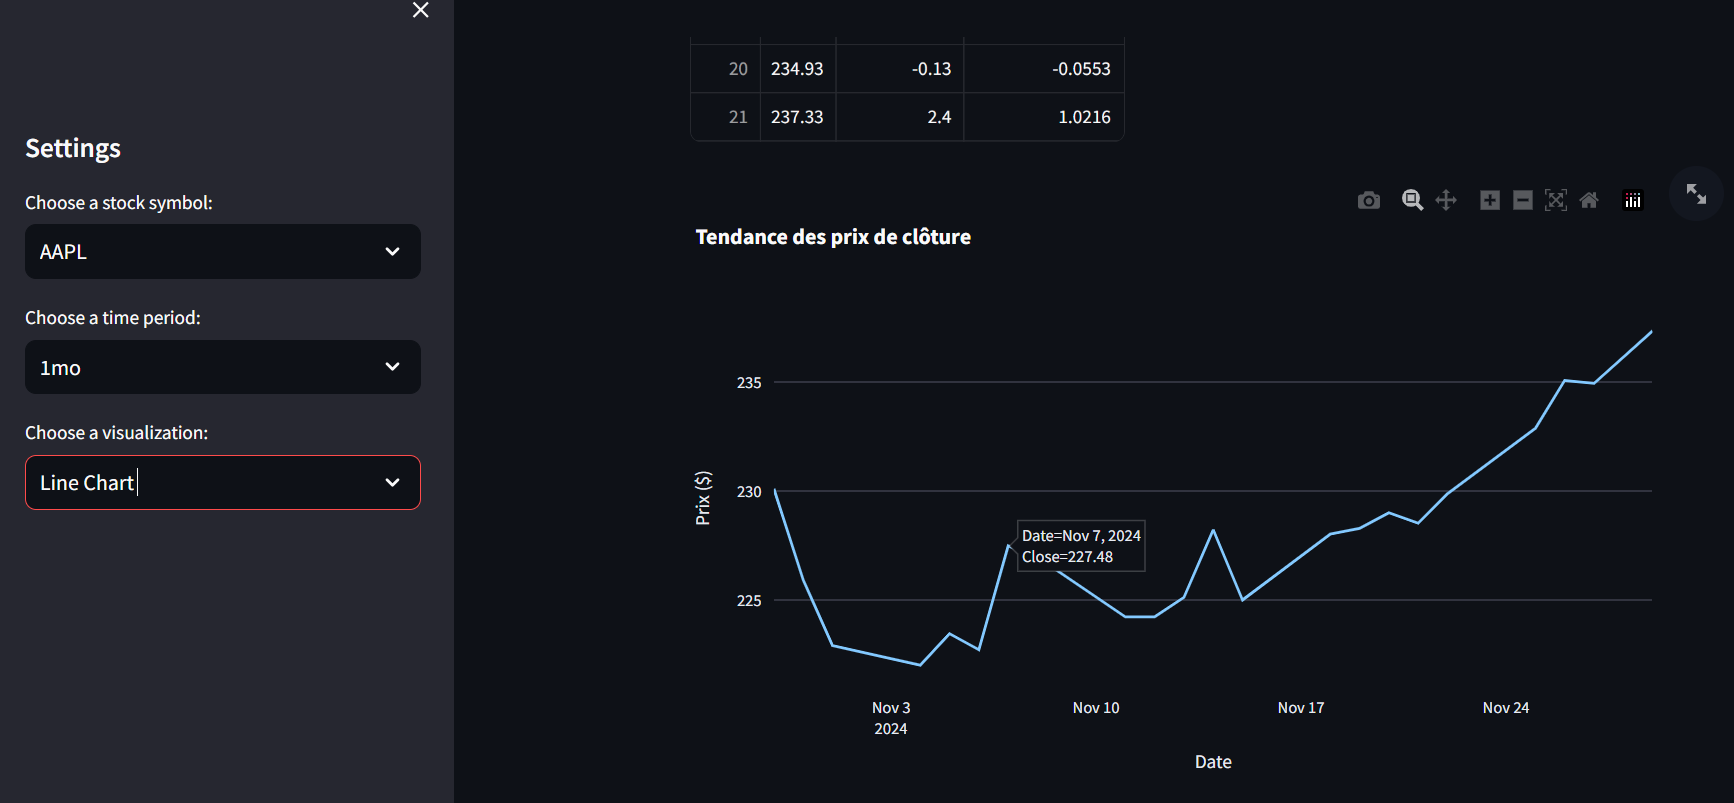 Settings
Choose a stock symbol:
AAPL
Choose a time period:
1mo
Choose a visualization:
Line Chart
20 234.93 -0.13 -0.0553
21 237.33 2.4 1.0216
Tendance des prix de clôture
235
230
225
Prix ($)
Date=Nov 7, 2024
Close=227.48
Nov 3 Nov 10 Nov 17 Nov 24
2024
Date